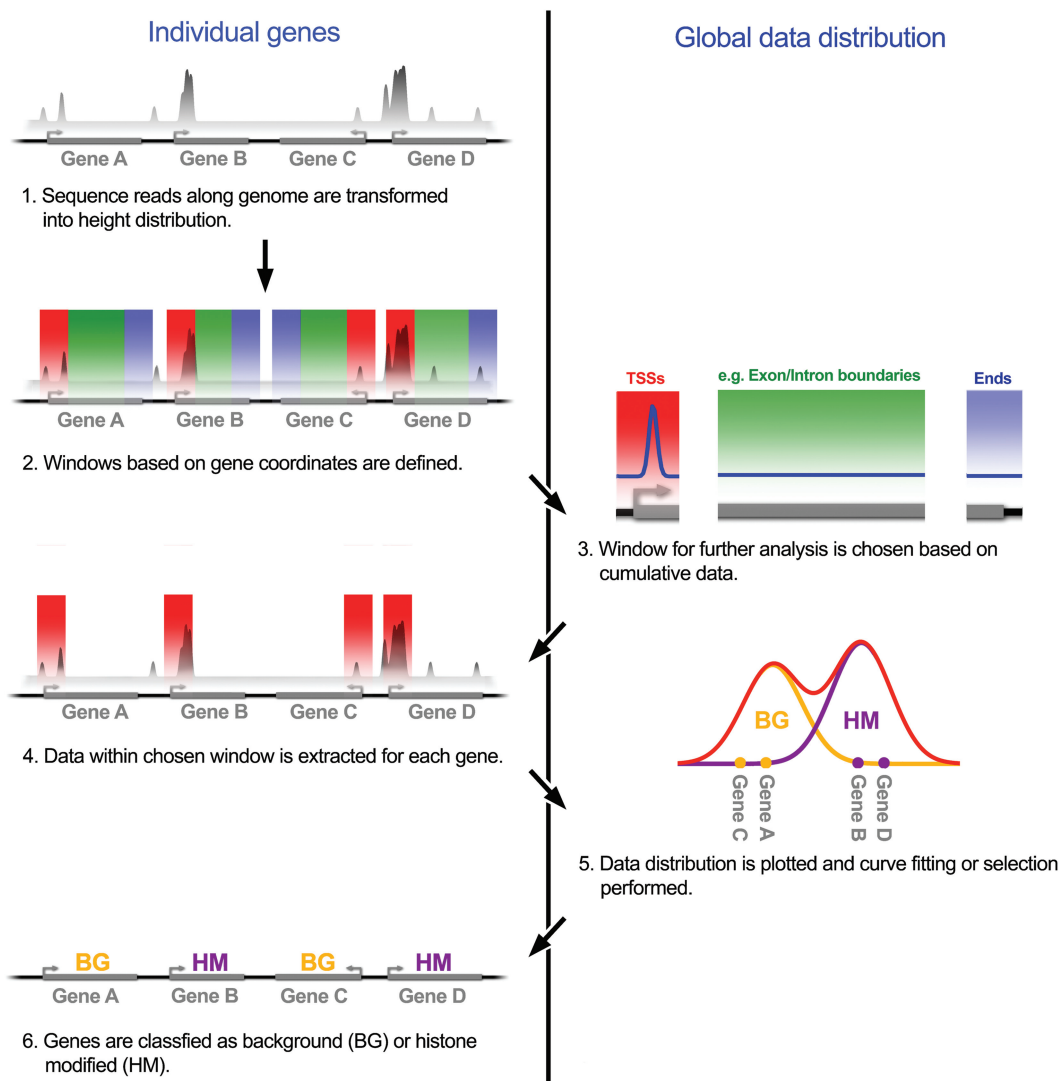 Individual genes
Global data distribution
Gene A Gene B Gene C Gene D
1. Sequence reads along genome are transformed
into height distribution.
Gene A Gene B Gene C Gene D
2. Windows based on gene coordinates are defined.
TSSs e.g. Exon/Intron boundaries Ends
3. Window for further analysis is chosen based on
cumulative data.
Gene A Gene B Gene C Gene D
4. Data within chosen window is extracted for each gene.
BG HM
Gene C
Gene A
Gene B
Gene D
5. Data distribution is plotted and curve fitting or selection
performed.
BG HM BG HM
Gene A Gene B Gene C Gene D
6. Genes are classfied as background (BG) or histone
modified (HM).